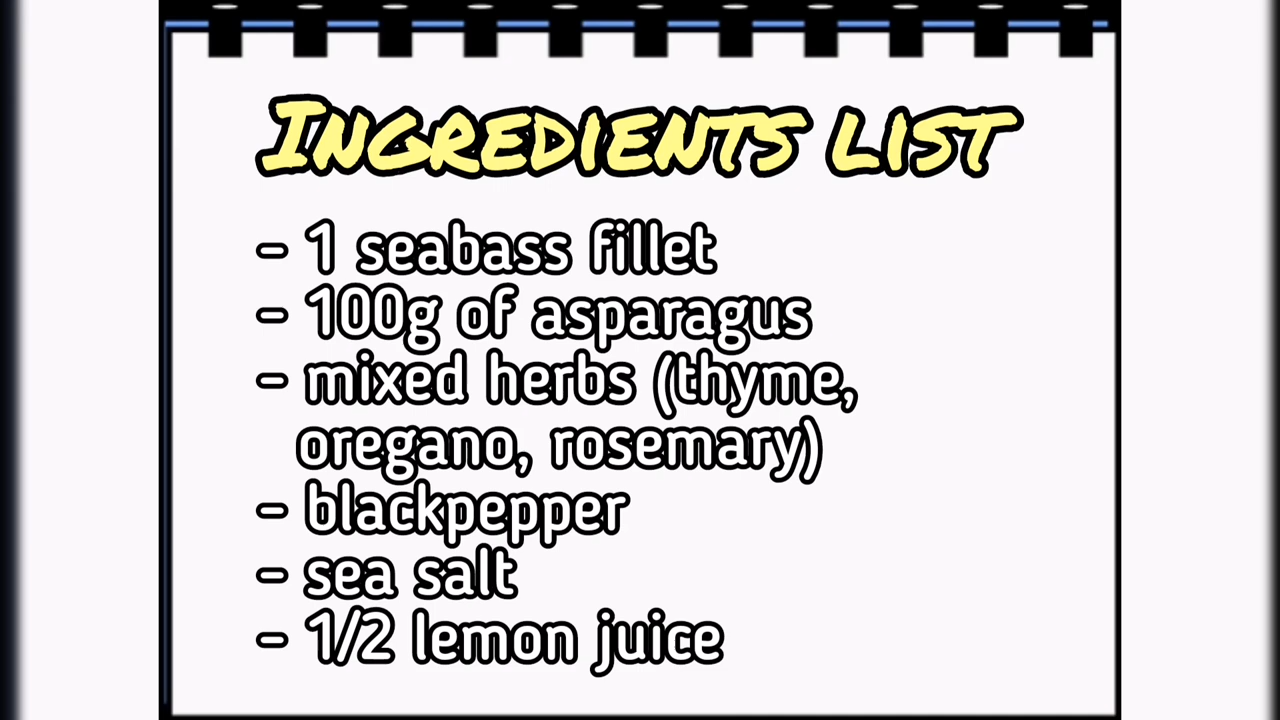 INGREDIENTS LIST
- 1 seabass fillet
- 100g of asparagus
- mixed herbs (thyme,
oregano, rosemary)
- blackpepper
- sea salt
- 1/2 lemon juice